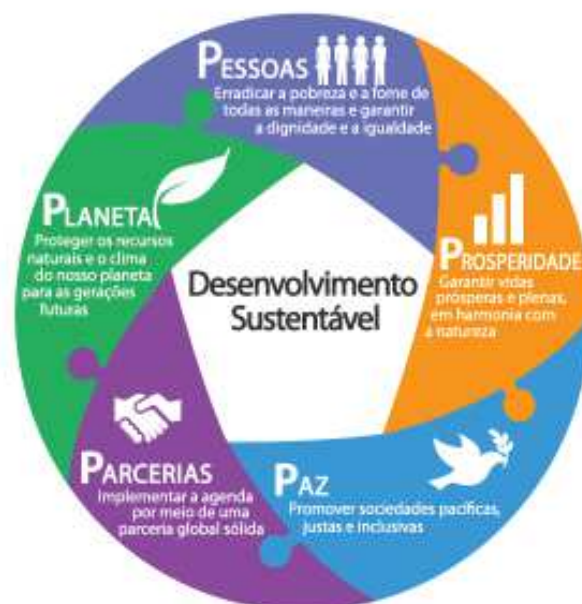 PESSOAS
Erradicar a pobreza e a fome de
todas as maneiras e garantir
a dignidade e a igualdade
PROSPERIDADE
Garantir vidas
prósperas e plenas,
em harmonia com
a natureza
PAZ
Promover sociedades pacíficas,
justas e inclusivas
PARCERIAS
Implementar a agenda
por meio de uma
parceria global sólida
PLANETA
Proteger os recursos
naturais e o clima
do nosso planeta
para as gerações
futuras
Desenvolvimento
Sustentável